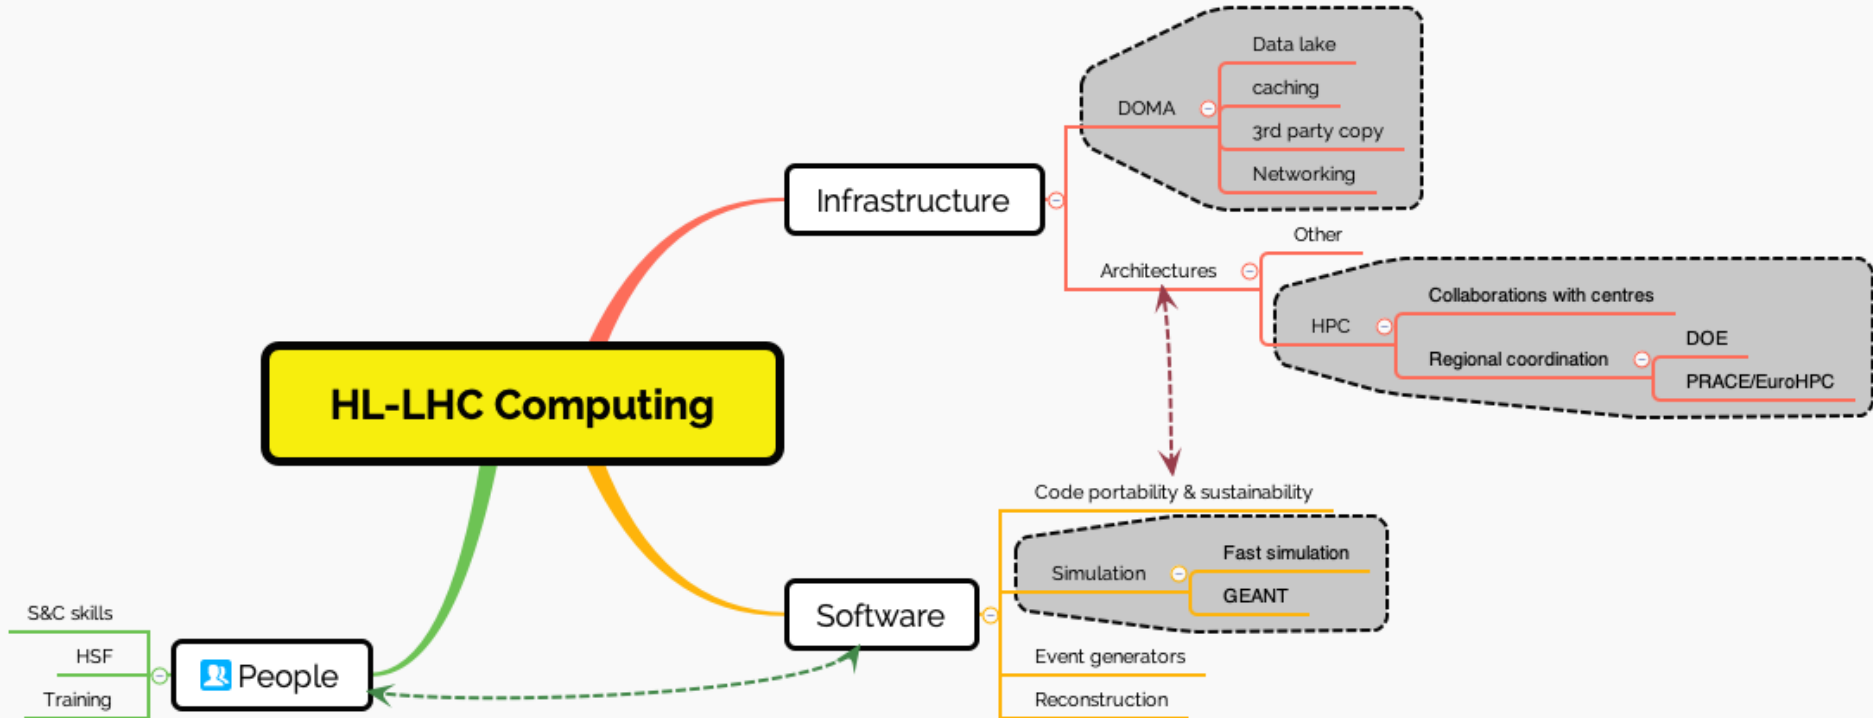 Data lake
caching
DOMA
3rd party copy
Networking
Infrastructure
Other
Architectures
Collaborations with centres
HPC
DOE
Regional coordination
PRACE/EuroHPC
HL-LHC Computing
Code portability & sustainability
Fast simulation
Simulation
GEANT
Software
Event generators
Reconstruction
S&C skills
HSF
People
Training